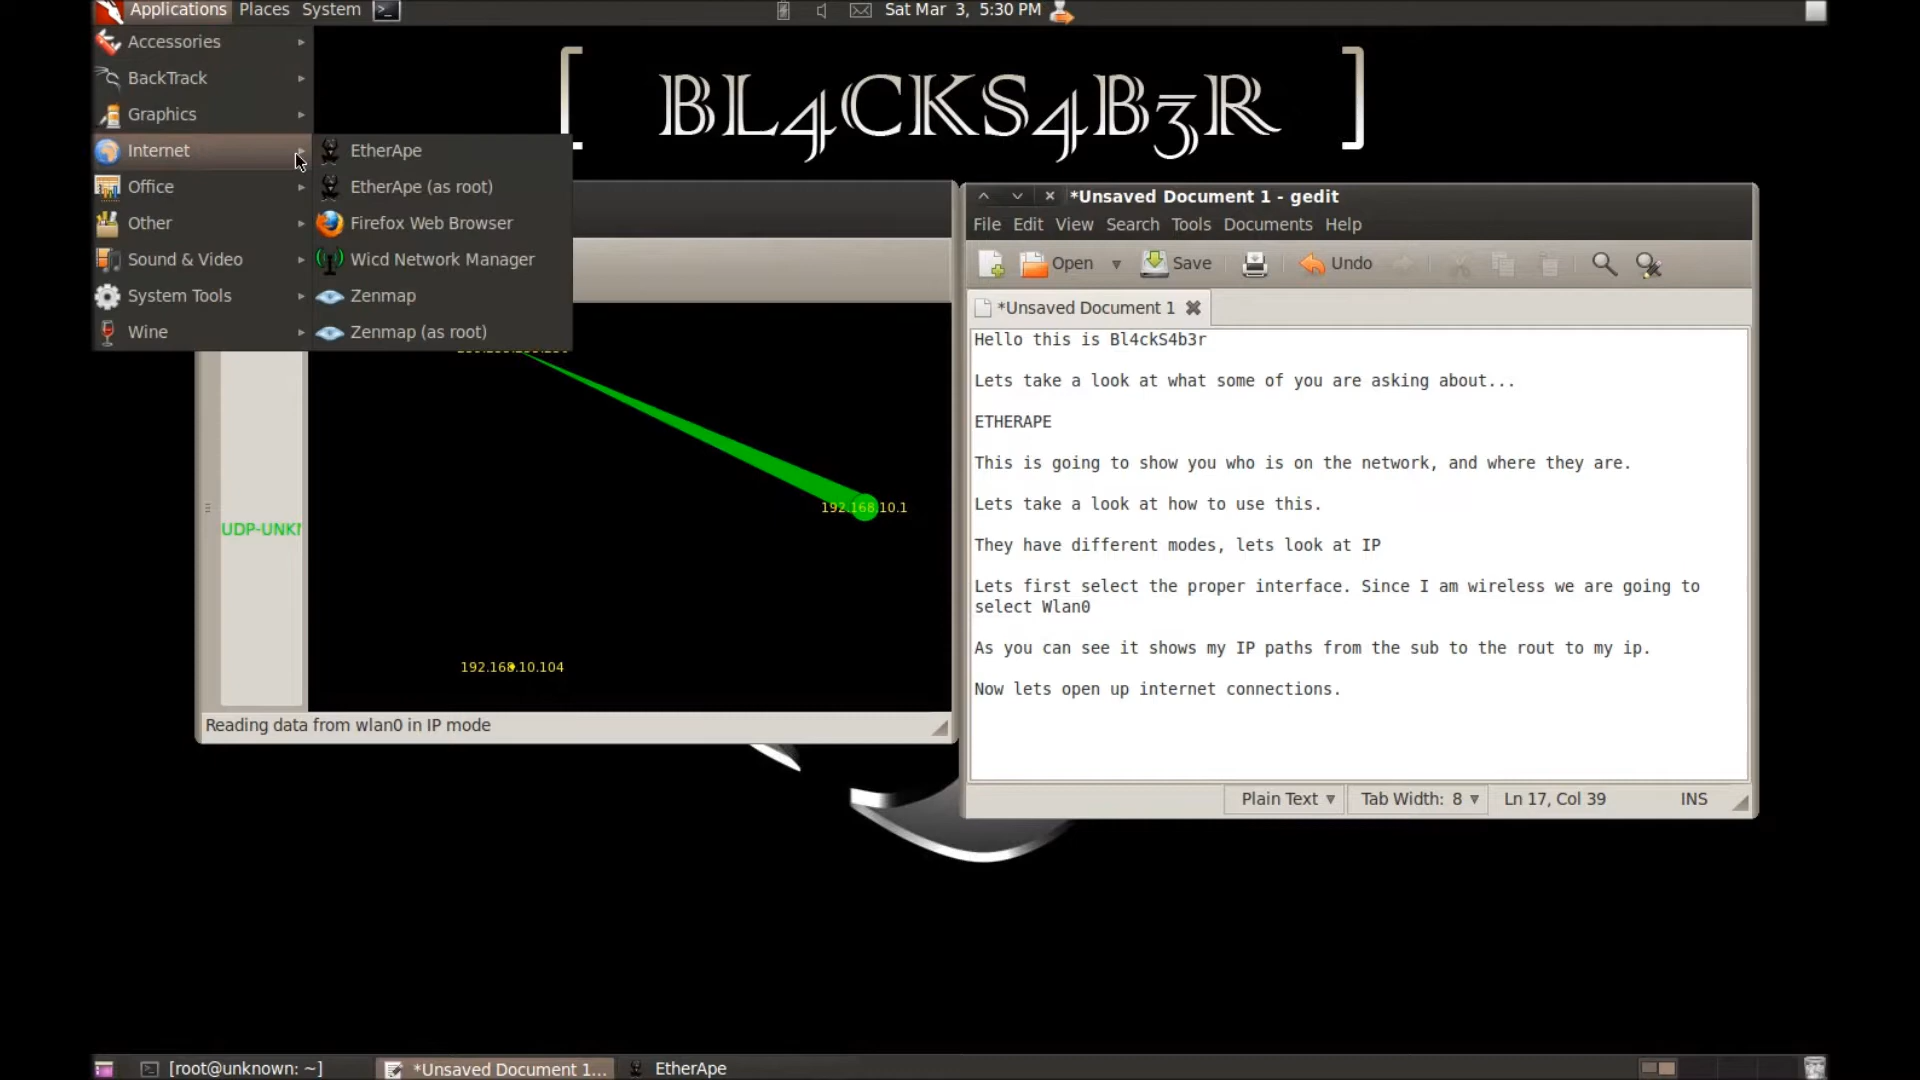 Applications Places System
Sat Mar 3, 5:30 PM
Accessories
BackTrack
Graphics
Internet
Office
Other
Sound & Video
System Tools
Wine
EtherApe
EtherApe (as root)
Firefox Web Browser
Wicd Network Manager
Zenmap
Zenmap (as root)
[ BL4CKS4B3R ]
UDP-UNK
192.168.10.1
192.168.10.104
Reading data from wlan0 in IP mode
*Unsaved Document 1 - gedit
File Edit View Search Tools Documents Help
Open Save Undo
*Unsaved Document 1
Hello this is Bl4ckS4b3r
Lets take a look at what some of you are asking about...
ETHERAPE
This is going to show you who is on the network, and where they are.
Lets take a look at how to use this.
They have different modes, lets look at IP
Lets first select the proper interface. Since I am wireless we are going to
select Wlan0
As you can see it shows my IP paths from the sub to the rout to my ip.
Now lets open up internet connections.
Plain Text Tab Width: 8 Ln 17, Col 39 INS
[root@unknown: ~]
*Unsaved Document 1...
EtherApe